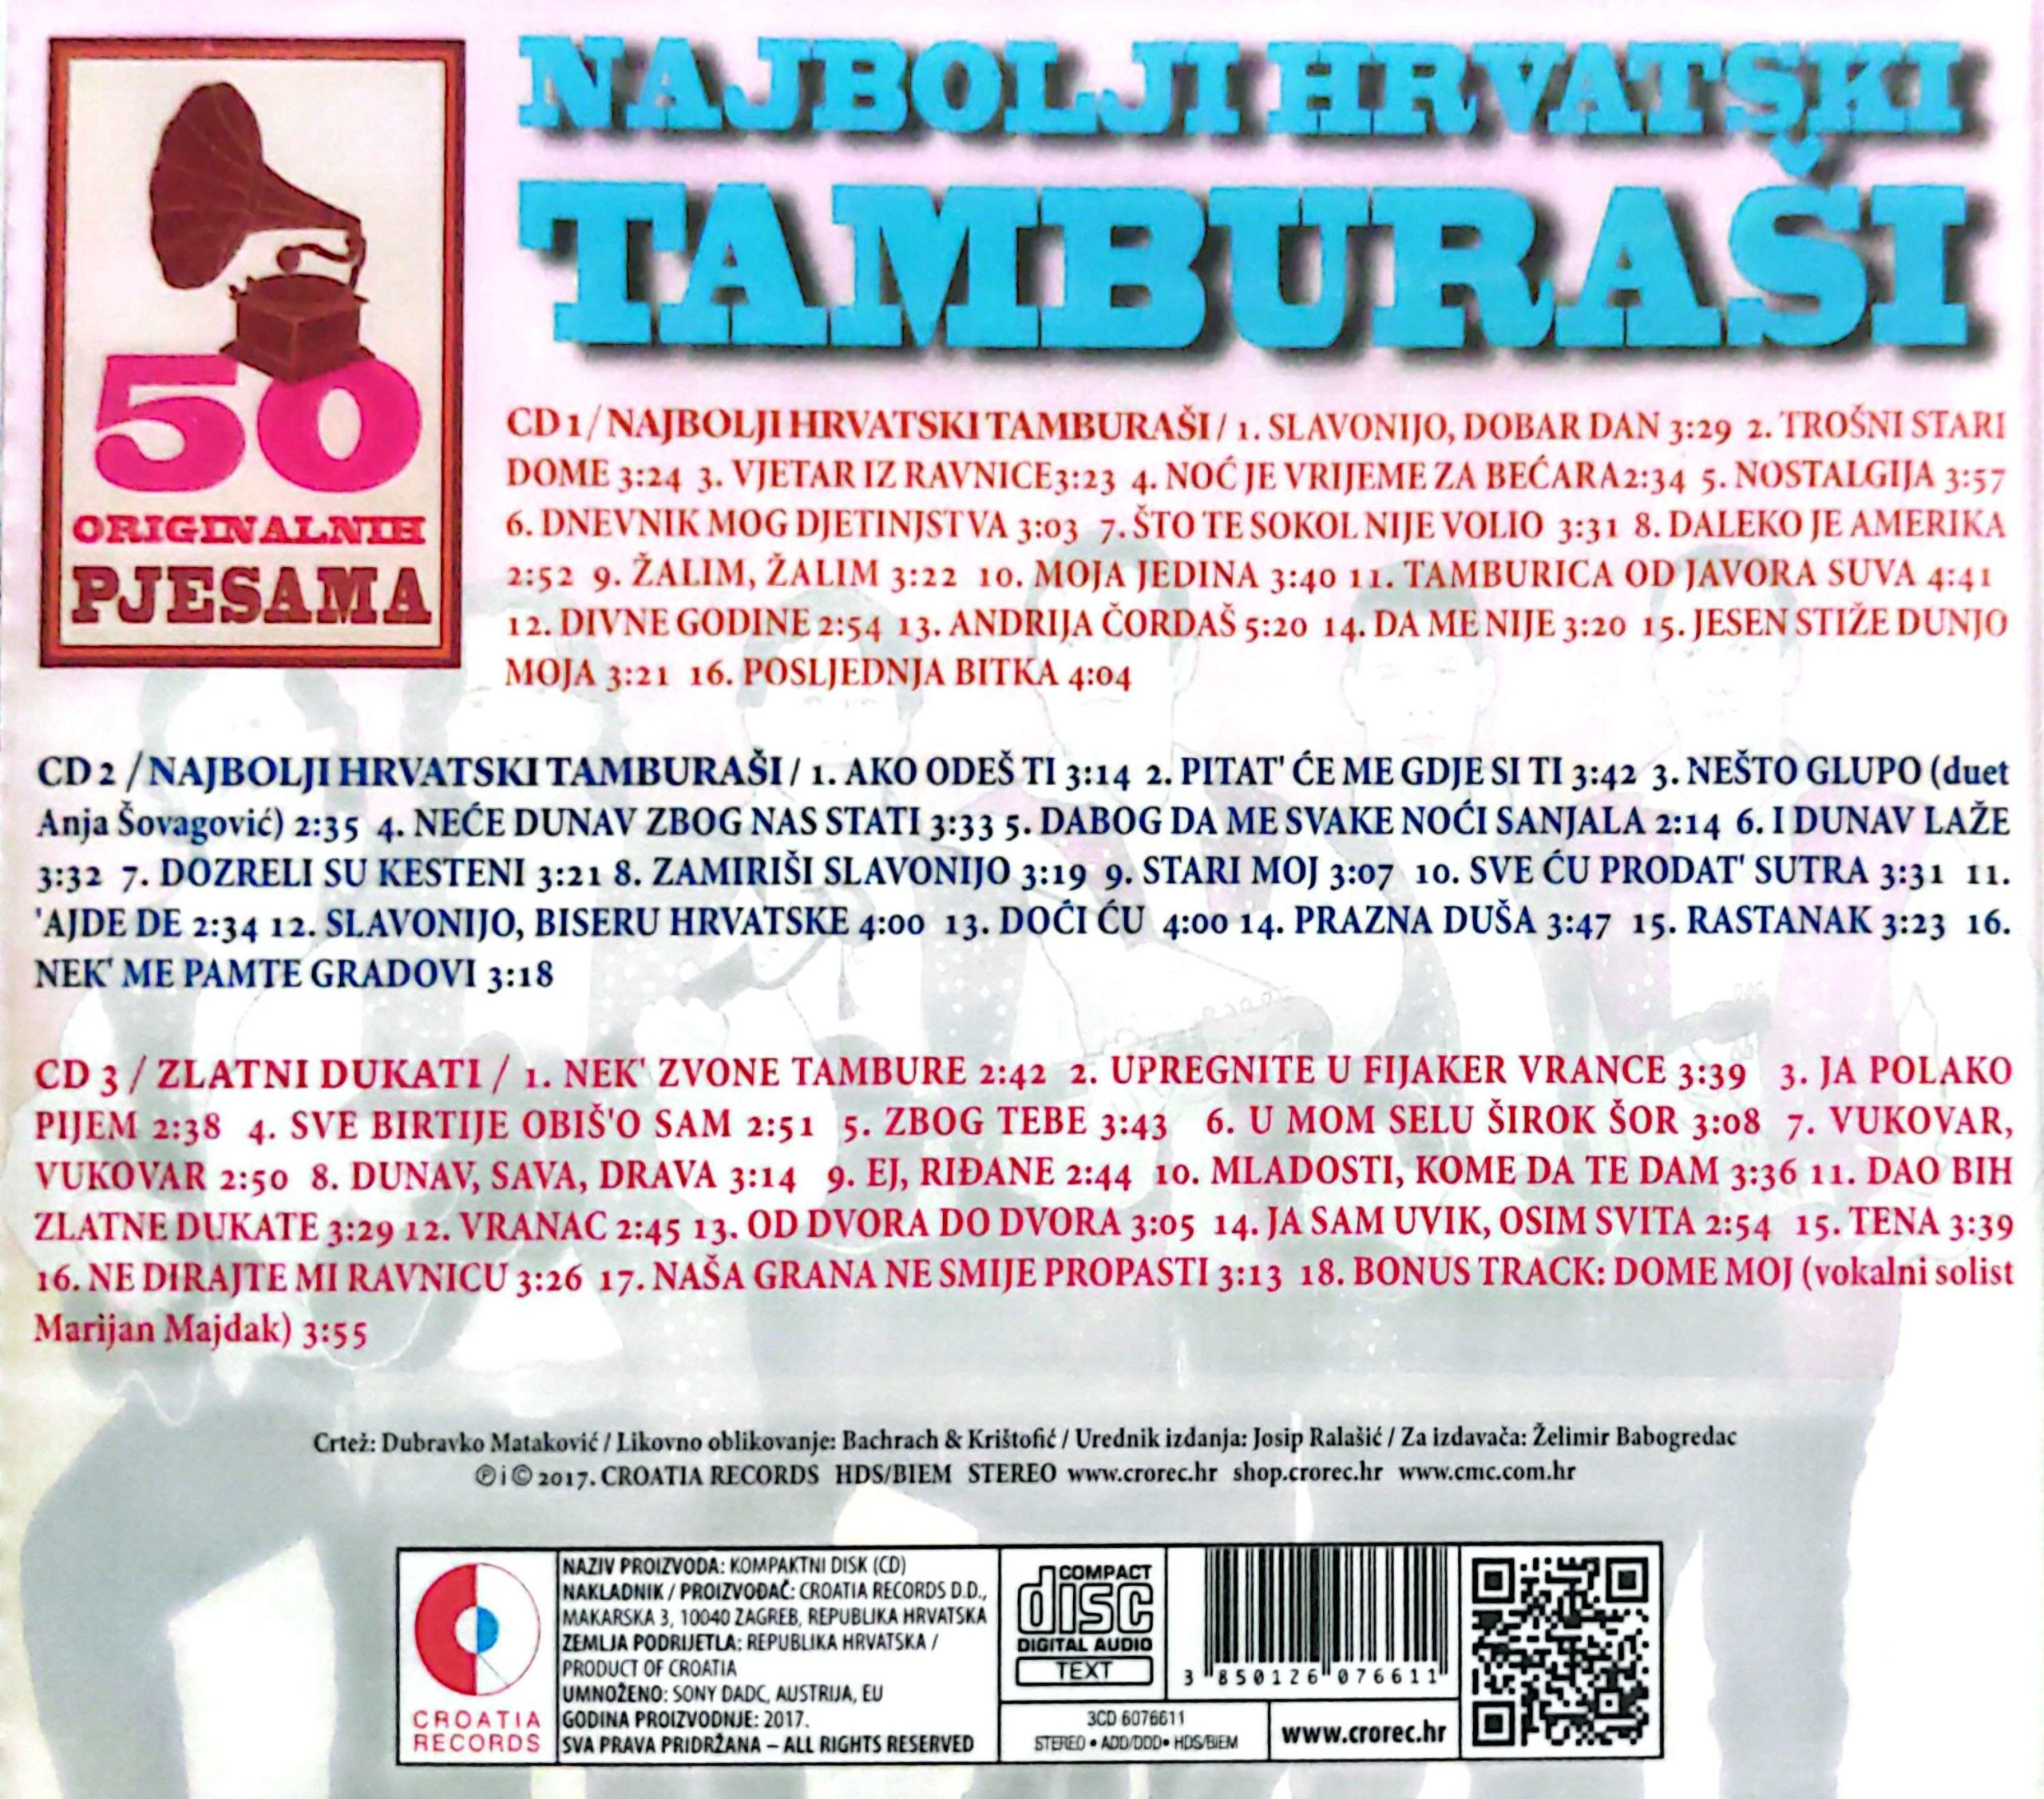 NAJBOLJI HRVATSKI
TAMBURAŠI
50
ORIGINALNIH
PJESAMA
CD 1 / NAJBOLJI HRVATSKI TAMBURAŠI / 1. SLAVONIJO, DOBAR DAN 3:29 2. TROŠNI STARI
DOME 3:24 3. VJETAR IZ RAVNICE3:23 4. NOĆ JE VRIJEME ZA BEĆARA2:34 5. NOSTALGIJA 3:57
6. DNEVNIK MOG DJETINJSTVA 3:03 7. ŠTO TE SOKOL NIJE VOLIO 3:31 8. DALEKO JE AMERIKA
2:52 9. ŽALIM, ŽALIM 3:22 10. MOJA JEDINA 3:40 11. TAMBURICA OD JAVORA SUVA 4:41
12. DIVNE GODINE 2:54 13. ANDRIJA ČORDAŠ 5:20 14. DA ME NIJE 3:20 15. JESEN STIŽE DUNJO
MOJA 3:21 16. POSLJEDNJA BITKA 4:04
CD 2 / NAJBOLJI HRVATSKI TAMBURAŠI / 1. AKO ODEŠ TI 3:14 2. PITAT' ĆE ME GDJE SI TI 3:42 3. NEŠTO GLUPO (duet
Anja Šovagović) 2:35 4. NEĆE DUNAV ZBOG NAS STATI 3:33 5. DABOG DA ME SVAKE NOĆI SANJALA 2:14 6. I DUNAV LAŽE
3:32 7. DOZRELI SU KESTENI 3:21 8. ZAMIRIŠI SLAVONIJO 3:19 9. STARI MOJ 3:07 10. SVE ĆU PRODAT' SUTRA 3:31 11.
'AJDE DE 2:34 12. SLAVONIJO, BISERU HRVATSKE 4:00 13. DOĆI ĆU 4:00 14. PRAZNA DUŠA 3:47 15. RASTANAK 3:23 16.
NEK' ME PAMTE GRADOVI 3:18
CD 3 / ZLATNI DUKATI / 1. NEK' ZVONE TAMBURE 2:42 2. UPREGNITE U FIJAKER VRANCE 3:39 3. JA POLAKO
PIJEM 2:38 4. SVE BIRTIJE OBIŠ'O SAM 2:51 5. ZBOG TEBE 3:43 6. U MOM SELU ŠIROK ŠOR 3:08 7. VUKOVAR,
VUKOVAR 2:50 8. DUNAV, SAVA, DRAVA 3:14 9. EJ, RIĐANE 2:44 10. MLADOSTI, KOME DA TE DAM 3:36 11. DAO BIH
ZLATNE DUKATE 3:29 12. VRANAC 2:45 13. OD DVORA DO DVORA 3:05 14. JA SAM UVIK, OSIM SVITA 2:54 15. TENA 3:39
16. NE DIRAJTE MI RAVNICU 3:26 17. NAŠA GRANA NE SMIJE PROPASTI 3:13 18. BONUS TRACK: DOME MOJ (vokalni solist
Marijan Majdak) 3:55
Crtež: Dubravko Mataković / Likovno oblikovanje: Bachrach & Krištofić / Urednik izdanja: Josip Ralašić / Za izdavača: Želimir Babogredac
℗ i © 2017. CROATIA RECORDS HDS/BIEM STEREO www.crorec.hr shop.crorec.hr www.cmc.com.hr
CROATIA
RECORDS
NAZIV PROIZVODA: KOMPAKTNI DISK (CD)
NAKLADNIK / PROIZVOĐAČ: CROATIA RECORDS D.D.,
MAKARSKA 3, 10040 ZAGREB, REPUBLIKA HRVATSKA
ZEMLJA PODRIJETLA: REPUBLIKA HRVATSKA /
PRODUCT OF CROATIA
UMNOŽENO: SONY DADC, AUSTRIJA, EU
GODINA PROIZVODNJE: 2017.
SVA PRAVA PRIDRŽANA – ALL RIGHTS RESERVED
COMPACT
disc
DIGITAL AUDIO
TEXT
3 850126 076611
3CD 6076611
STEREO • ADD/DDD • HDS/BIEM
www.crorec.hr